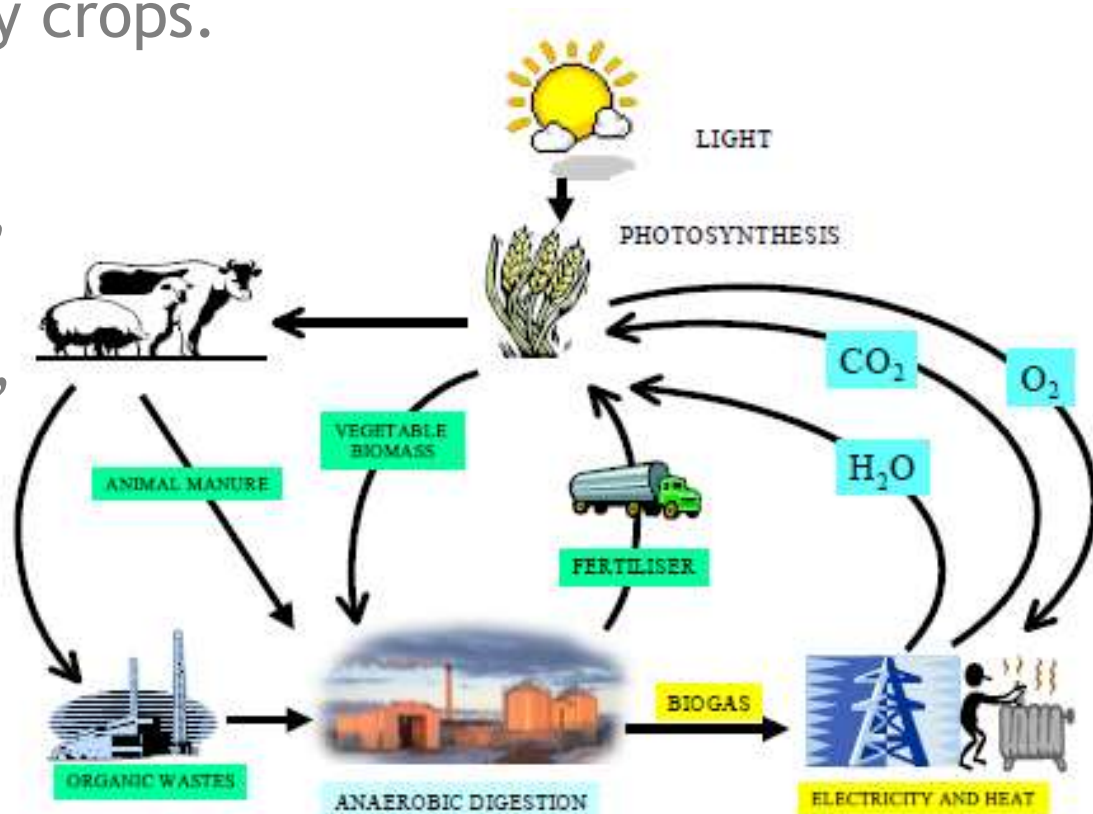 y crops.
,
,
LIGHT
PHOTOSYNTHESIS
CO₂
O₂
VEGETABLE
BIOMASS
H₂O
ANIMAL MANURE
FERTILISER
BIOGAS
ORGANIC WASTES
ANAEROBIC DIGESTION
ELECTRICITY AND HEAT